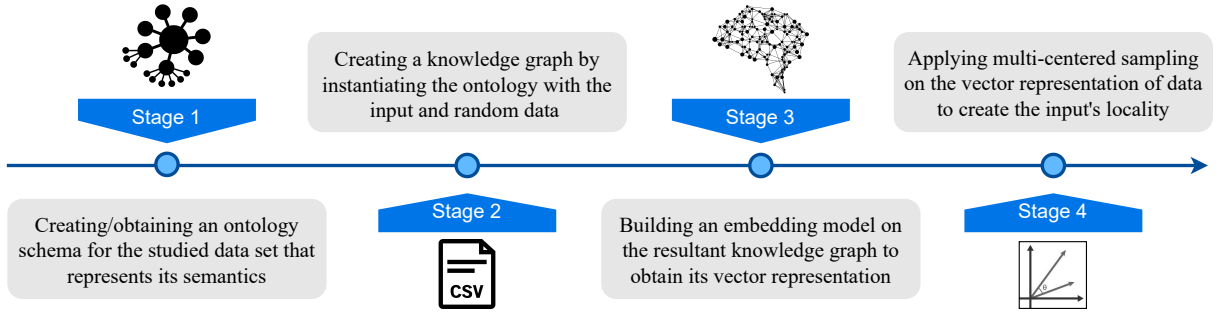 Stage 1
Creating/obtaining an ontology
schema for the studied data set that
represents its semantics
Creating a knowledge graph by
instantiating the ontology with the
input and random data
Stage 2
CSV
Stage 3
Building an embedding model on
the resultant knowledge graph to
obtain its vector representation
Applying multi-centered sampling
on the vector representation of data
to create the input's locality
Stage 4
θ